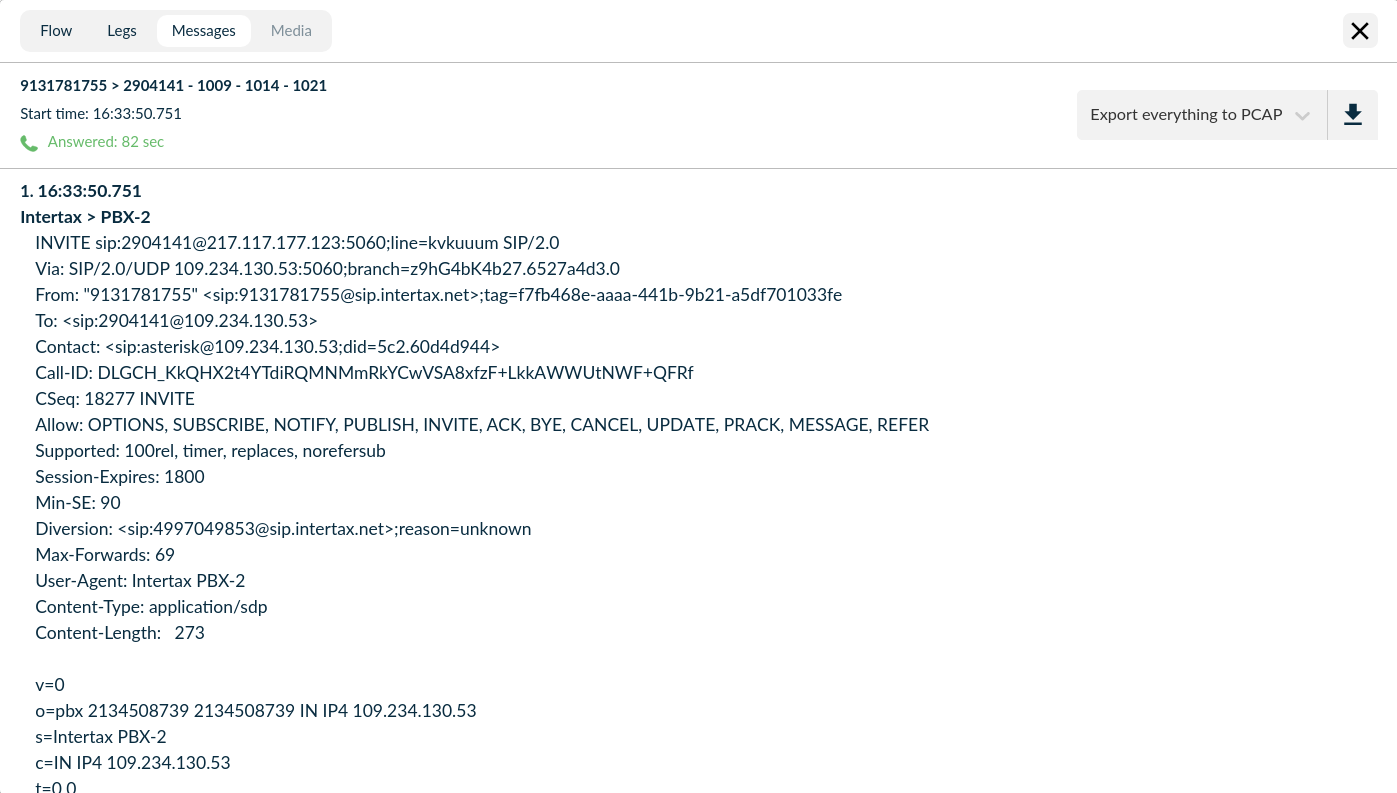 Flow Legs Messages Media
9131781755 > 2904141 - 1009 - 1014 - 1021
Start time: 16:33:50.751
Answered: 82 sec
Export everything to PCAP
1. 16:33:50.751
Intertax > PBX-2
INVITE sip:2904141@217.117.177.123:5060;line=kvkuuum SIP/2.0
Via: SIP/2.0/UDP 109.234.130.53:5060;branch=z9hG4bK4b27.6527a4d3.0
From: "9131781755" <sip:9131781755@sip.intertax.net>;tag=f7fb468e-aaaa-441b-9b21-a5df701033fe
To: <sip:2904141@109.234.130.53>
Contact: <sip:asterisk@109.234.130.53;did=5c2.60d4d944>
Call-ID: DLGCH_KkQHX2t4YTdiRQMNMmRkYCwVSA8xfzF+LkkAWWUtNWF+QFRf
CSeq: 18277 INVITE
Allow: OPTIONS, SUBSCRIBE, NOTIFY, PUBLISH, INVITE, ACK, BYE, CANCEL, UPDATE, PRACK, MESSAGE, REFER
Supported: 100rel, timer, replaces, norefersub
Session-Expires: 1800
Min-SE: 90
Diversion: <sip:4997049853@sip.intertax.net>;reason=unknown
Max-Forwards: 69
User-Agent: Intertax PBX-2
Content-Type: application/sdp
Content-Length:   273
v=0
o=pbx 2134508739 2134508739 IN IP4 109.234.130.53
s=Intertax PBX-2
c=IN IP4 109.234.130.53
t=0 0